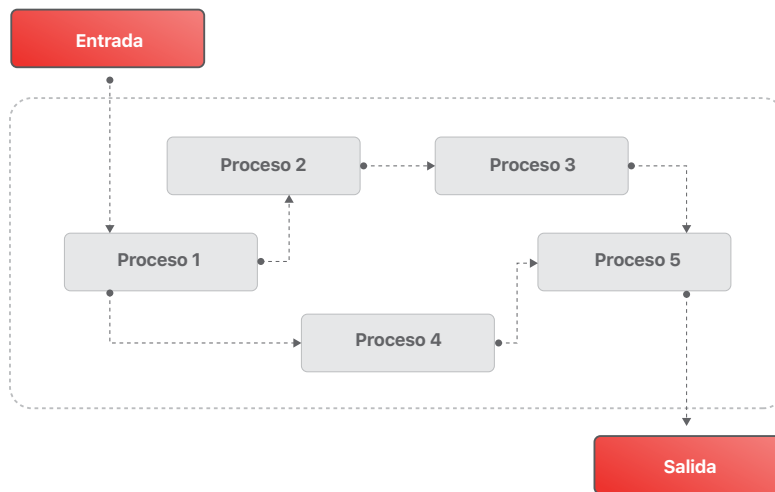 Entrada
Proceso 2
Proceso 3
Proceso 1
Proceso 5
Proceso 4
Salida